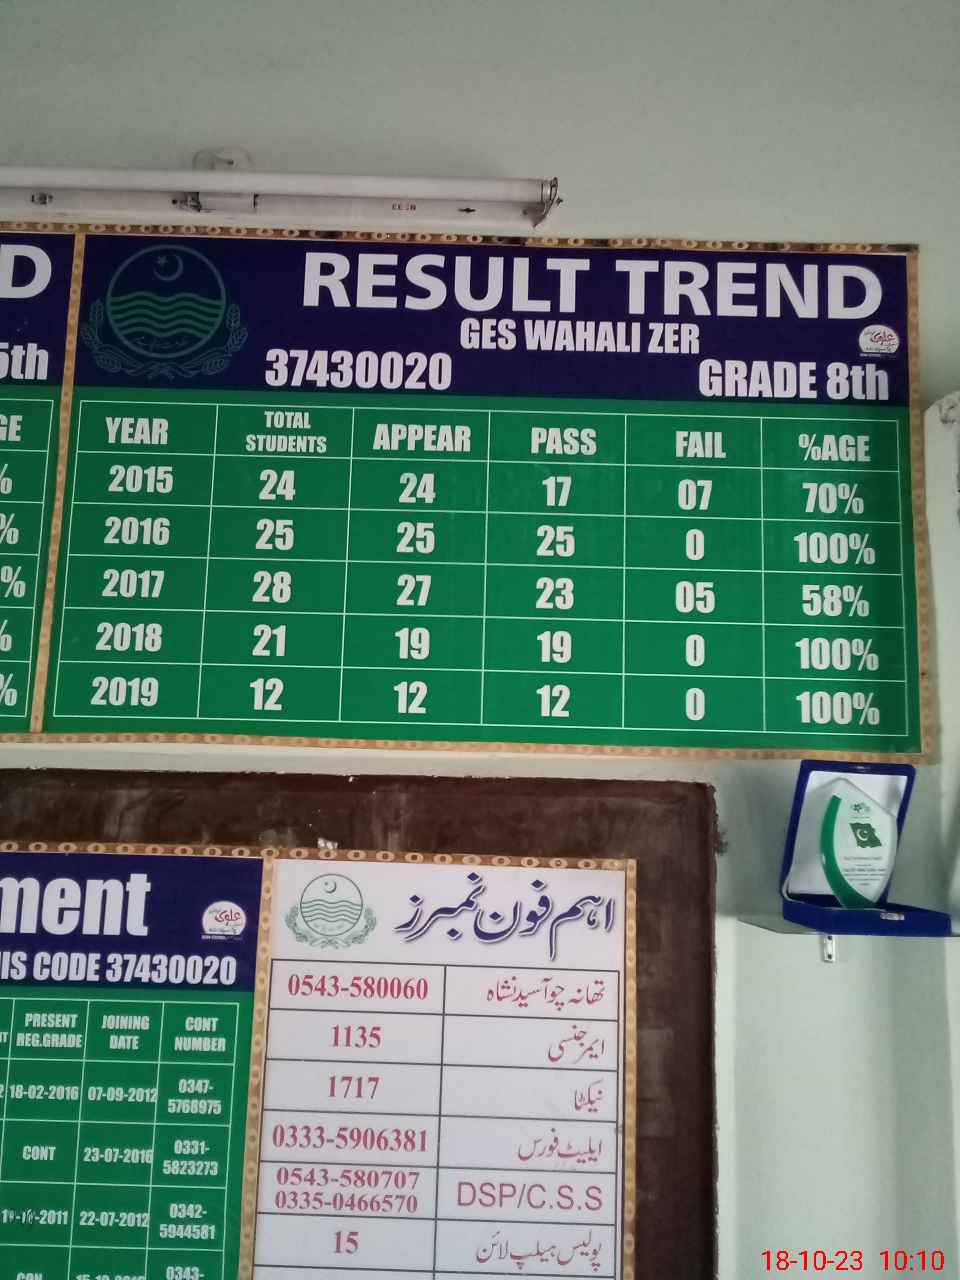 D
5th
GE
%
%
%
%
%
RESULT TREND
GES WAHALI ZER
37430020
GRADE 8th
YEAR TOTAL STUDENTS APPEAR PASS FAIL %AGE
2015 24 24 17 07 70%
2016 25 25 25 0 100%
2017 28 27 23 05 58%
2018 21 19 19 0 100%
2019 12 12 12 0 100%
ment
IS CODE 37430020
PRESENT REG.GRADE JOINING DATE CONT NUMBER
18-02-2016 07-09-2012 0347-5768975
CONT 23-07-2016 0331-5823273
22-07-2012 0342-5944581
CON 0343-
اہم فون نمبرز
0543-580060 تھانہ چوآسیدنشاہ
1135 ایمرجنسی
1717 نیکٹا
0333-5906381 ایلیٹ فورس
0543-580707
0335-0466570 DSP/C.S.S
15 پولیس ہیلپ لائن
18-10-23 10:10